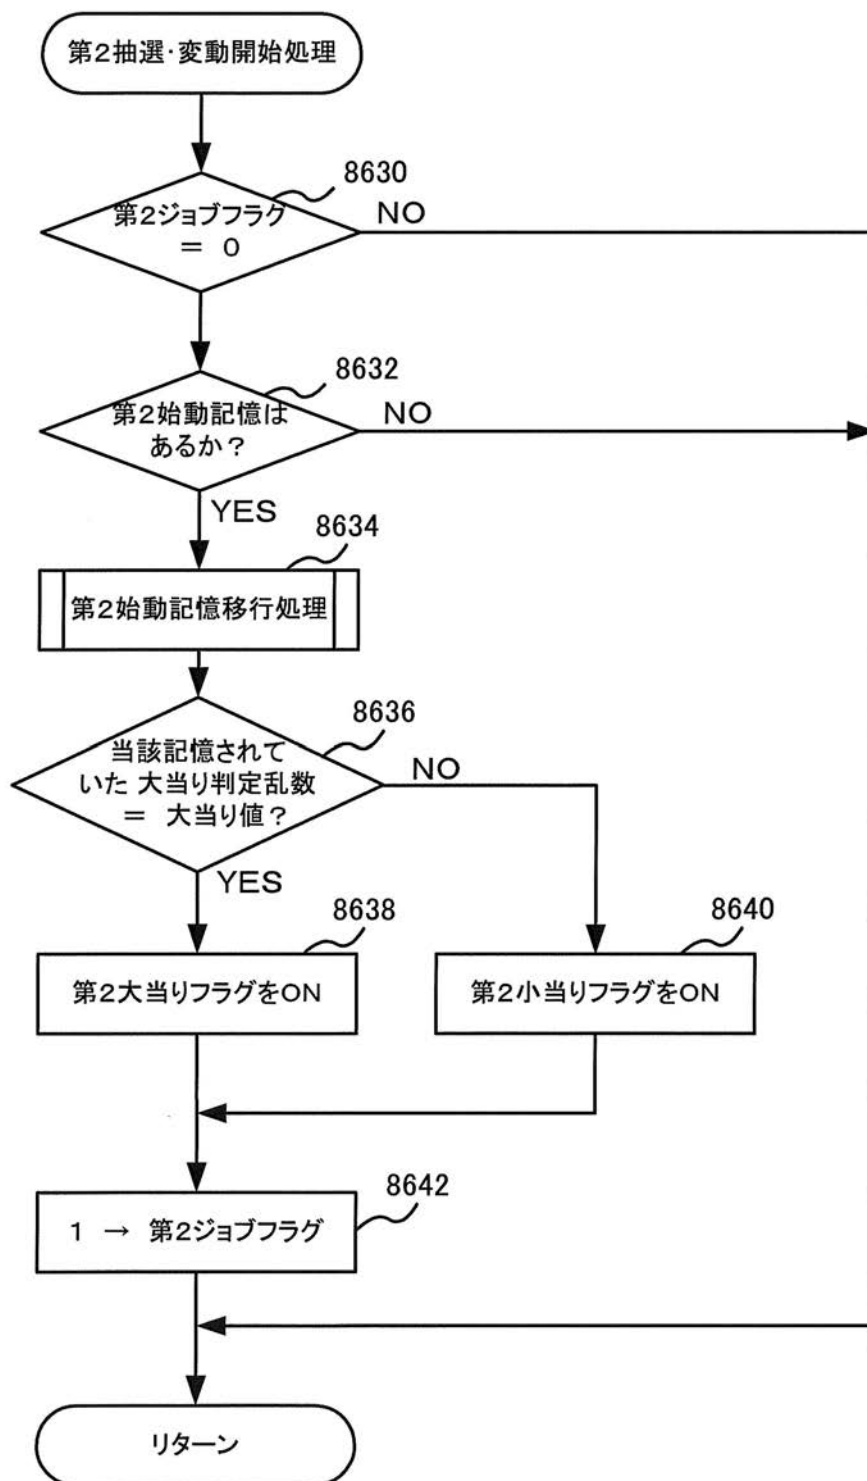 第2抽選・変動開始処理
8630
第2ジョブフラグ
＝ 0
NO
8632
第2始動記憶は
あるか？
NO
YES
8634
第2始動記憶移行処理
8636
当該記憶されて
いた 大当り判定乱数
＝ 大当り値？
NO
YES
8638
第2大当りフラグをON
8640
第2小当りフラグをON
8642
1 → 第2ジョブフラグ
リターン